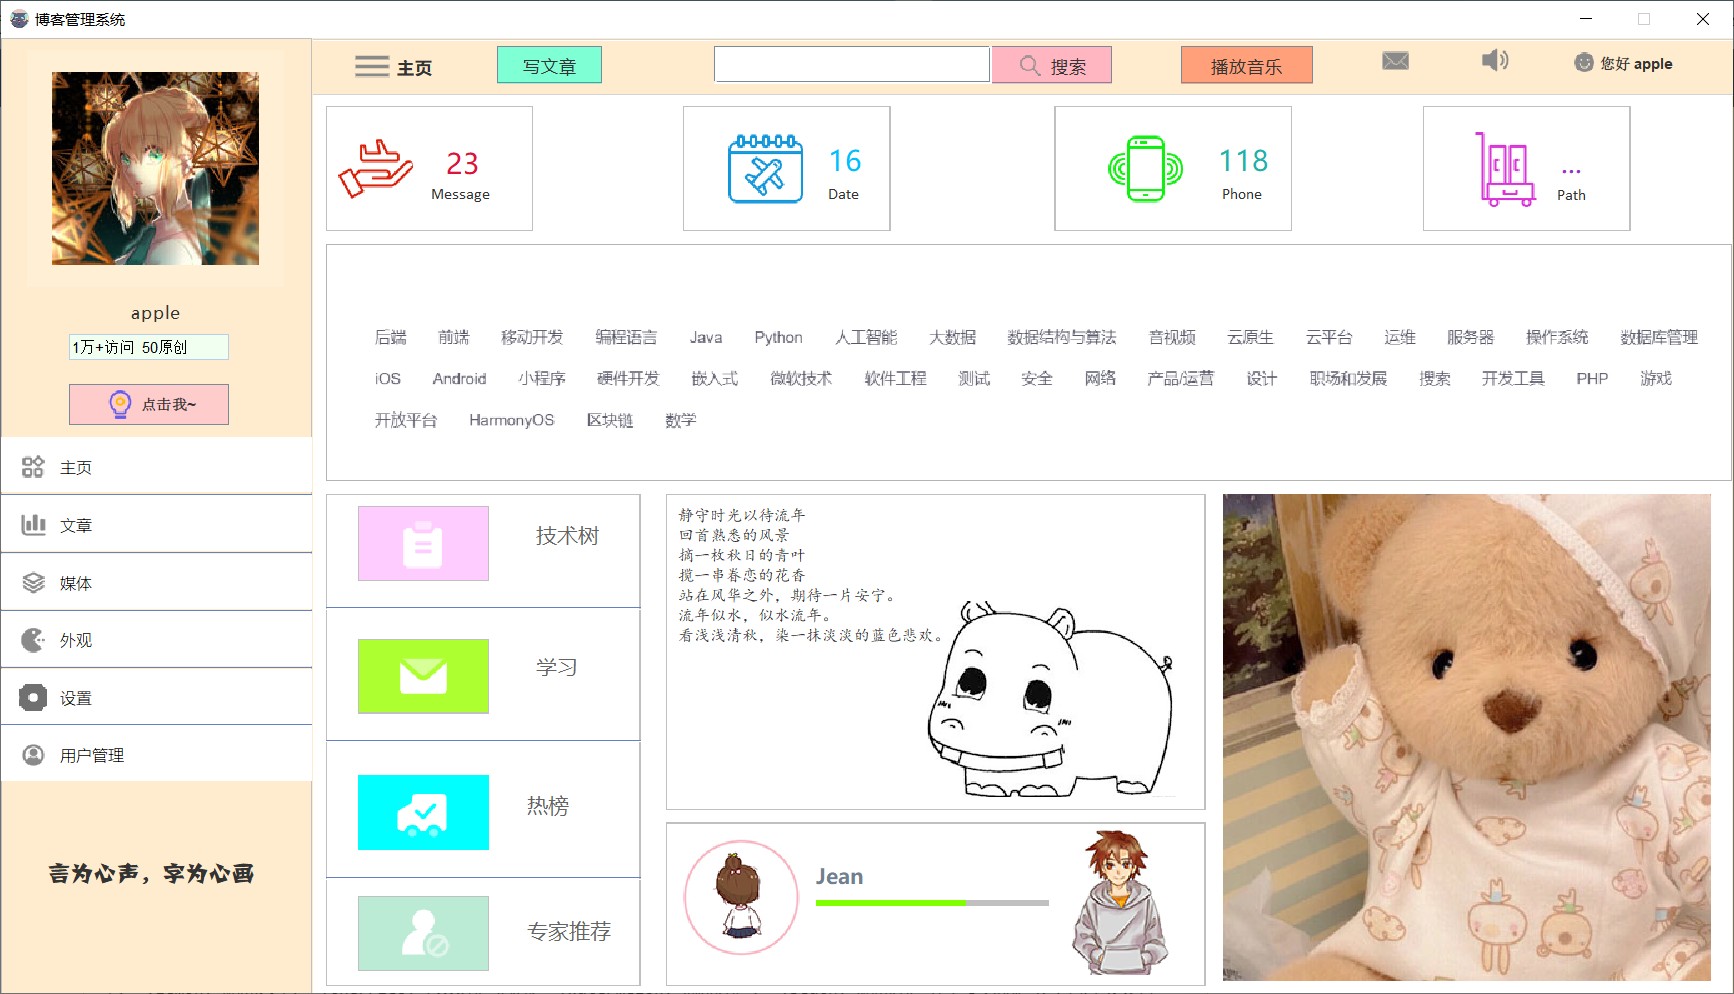 博客管理系统
主页
写文章
搜索
播放音乐
您好 apple
apple
1万+访问 50原创
点击我~
主页
文章
媒体
外观
设置
用户管理
言为心声，字为心画
23
Message
16
Date
118
Phone
...
Path
后端 前端 移动开发 编程语言 Java Python 人工智能 大数据 数据结构与算法 音视频 云原生 云平台 运维 服务器 操作系统 数据库管理
iOS Android 小程序 硬件开发 嵌入式 微软技术 软件工程 测试 安全 网络 产品/运营 设计 职场和发展 搜索 开发工具 PHP 游戏
开放平台 HarmonyOS 区块链 数学
技术树
学习
热榜
专家推荐
静守时光以待流年
回首熟悉的风景
摘一枚秋日的青叶
揽一串眷恋的花香
站在风华之外，期待一片安宁。
流年似水，似水流年。
看浅浅清秋，染一抹淡淡的蓝色悲欢。
Jean